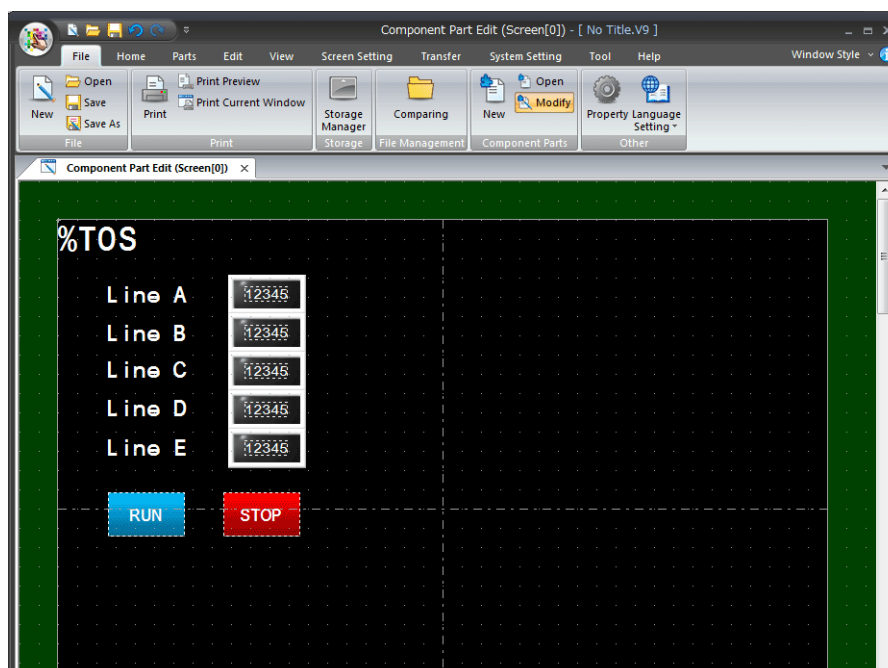 Component Part Edit (Screen[0]) - [ No Title.V9 ]
File Home Parts Edit View Screen Setting Transfer System Setting Tool Help Window Style
New
Open
Save
Save As
File
Print
Print Preview
Print Current Window
Print
Storage Manager
Storage
Comparing
File Management
New
Open
Modify
Component Parts
Property
Language Setting
Other
Component Part Edit (Screen[0]) X
%TOS
Line A 12345
Line B 12345
Line C 12345
Line D 12345
Line E 12345
RUN STOP